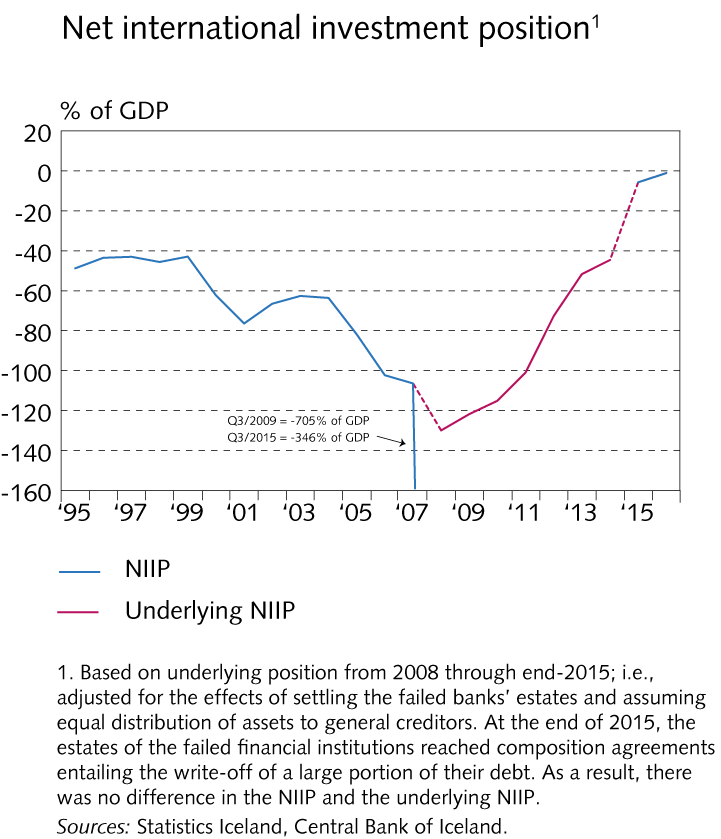 Net international investment position¹
% of GDP
20
0
-20
-40
-60
-80
-100
-120
-140
-160
Q3/2009 = -705% of GDP
Q3/2015 = -346% of GDP
‘95 ‘97 ‘99 ‘01 ‘03 ‘05 ‘07 ‘09 ‘11 ‘13 ‘15
NIIP
Underlying NIIP
1. Based on underlying position from 2008 through end-2015; i.e.,
adjusted for the effects of settling the failed banks’ estates and assuming
equal distribution of assets to general creditors. At the end of 2015, the
estates of the failed financial institutions reached composition agreements
entailing the write-off of a large portion of their debt. As a result, there
was no difference in the NIIP and the underlying NIIP.
Sources: Statistics Iceland, Central Bank of Iceland.